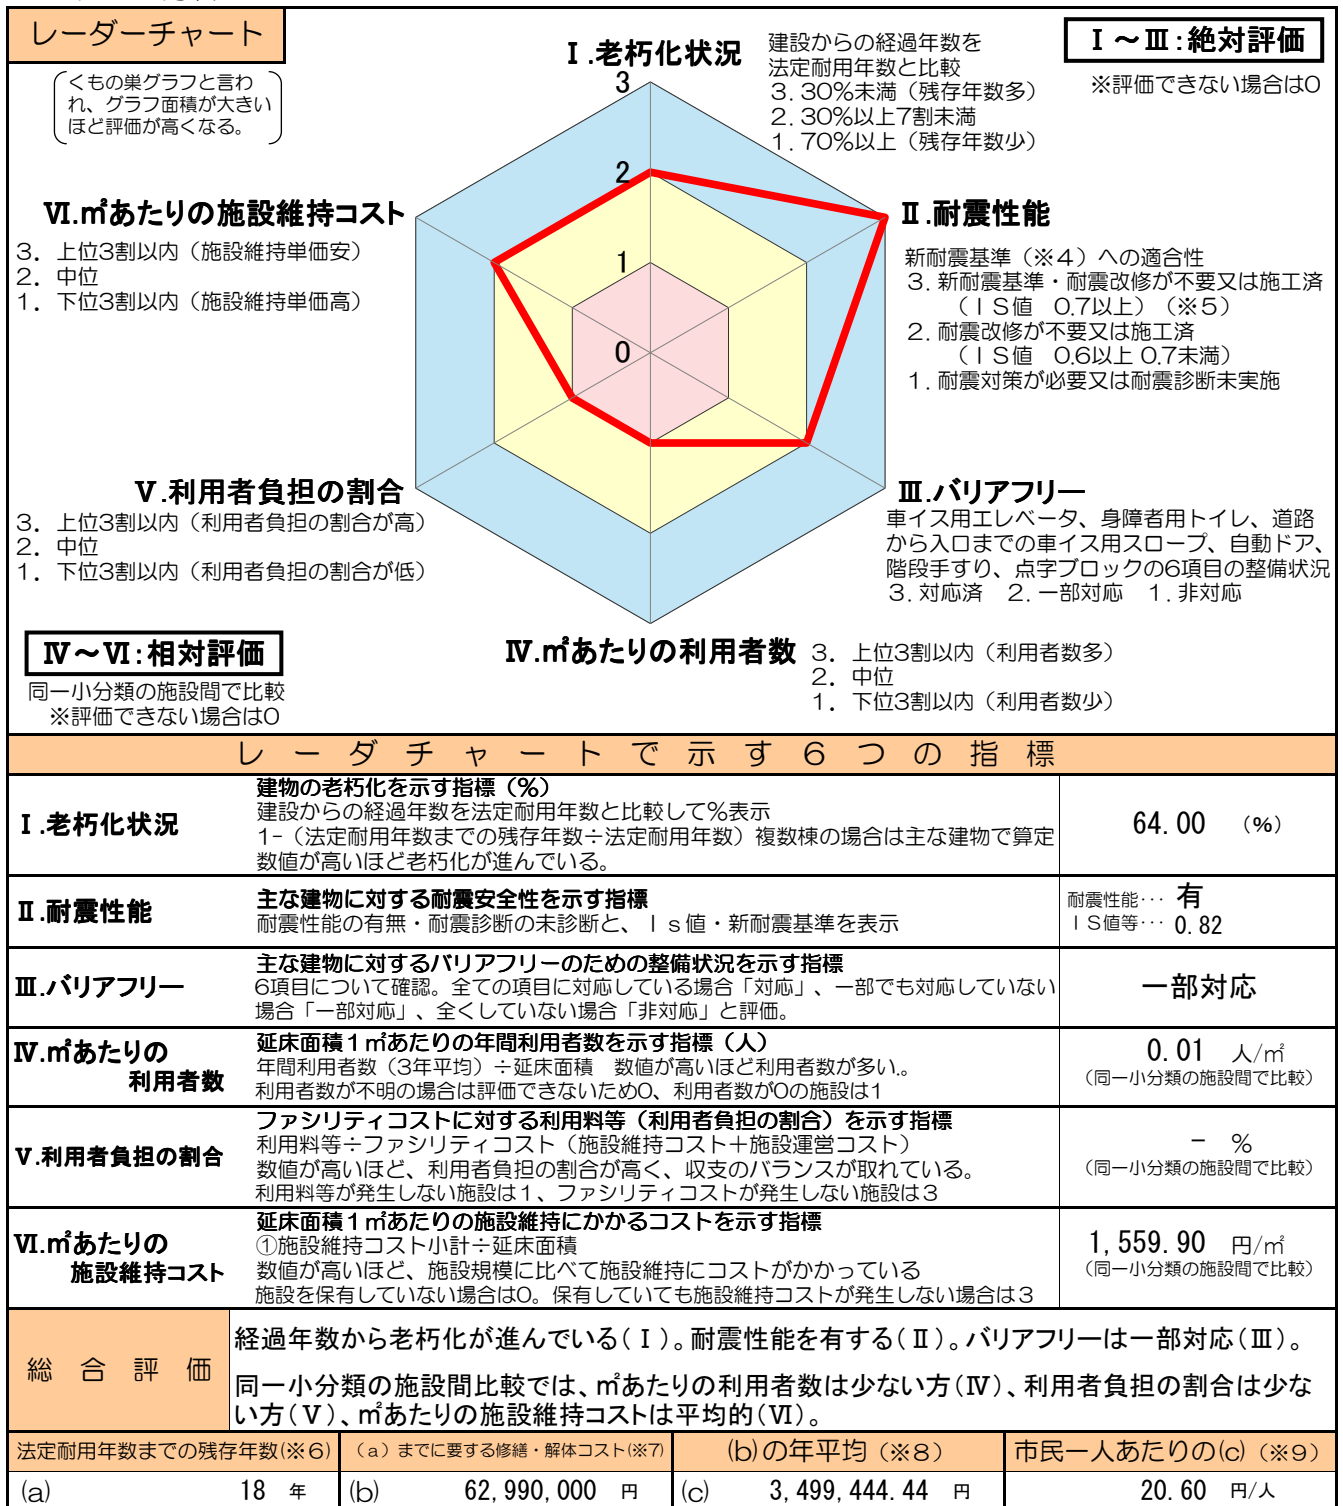 レーダーチャート
くもの巣グラフと言わ
れ、グラフ面積が大きい
ほど評価が高くなる。
Ⅰ.老朽化状況
建設からの経過年数を
法定耐用年数と比較
3.30%未満（残存年数多）
2.30%以上7割未満
1.70%以上（残存年数少）
Ⅰ～Ⅲ:絶対評価
※評価できない場合は0
3
2
1
0
Ⅵ.㎡あたりの施設維持コスト
3. 上位3割以内（施設維持単価安）
2. 中位
1. 下位3割以内（施設維持単価高）
Ⅱ.耐震性能
新耐震基準（※4）への適合性
3.新耐震基準・耐震改修が不要又は施工済
（ＩＳ値　0.7以上）（※5）
2.耐震改修が不要又は施工済
（ＩＳ値　0.6以上 0.7未満）
1.耐震対策が必要又は耐震診断未実施
Ⅴ.利用者負担の割合
3. 上位3割以内（利用者負担の割合が高）
2. 中位
1. 下位3割以内（利用者負担の割合が低）
Ⅲ.バリアフリー
車イス用エレベータ、身障者用トイレ、道路
から入口までの車イス用スロープ、自動ドア、
階段手すり、点字ブロックの6項目の整備状況
3.対応済　2.一部対応　1.非対応
Ⅳ～Ⅵ:相対評価
同一小分類の施設間で比較
※評価できない場合は0
Ⅳ.㎡あたりの利用者数
3. 上位3割以内（利用者数多）
2. 中位
1. 下位3割以内（利用者数少）
レーダチャートで示す６つの指標
Ⅰ.老朽化状況
建物の老朽化を示す指標（%）
建設からの経過年数を法定耐用年数と比較して%表示
1-（法定耐用年数までの残存年数÷法定耐用年数）複数棟の場合は主な建物で算定
数値が高いほど老朽化が進んでいる。
64.00　（%）
Ⅱ.耐震性能
主な建物に対する耐震安全性を示す指標
耐震性能の有無・耐震診断の未診断と、Ｉｓ値・新耐震基準を表示
耐震性能… 有
ＩＳ値等… 0.82
Ⅲ.バリアフリー
主な建物に対するバリアフリーのための整備状況を示す指標
6項目について確認。全ての項目に対応している場合「対応」、一部でも対応していない
場合「一部対応」、全くしていない場合「非対応」と評価。
一部対応
Ⅳ.㎡あたりの
利用者数
延床面積１㎡あたりの年間利用者数を示す指標（人）
年間利用者数（3年平均）÷延床面積　数値が高いほど利用者数が多い。
利用者数が不明の場合は評価できないため0、利用者数が0の施設は1
0.01　人/㎡
（同一小分類の施設間で比較）
Ⅴ.利用者負担の割合
ファシリティコストに対する利用料等（利用者負担の割合）を示す指標
利用料等÷ファシリティコスト（施設維持コスト＋施設運営コスト）
数値が高いほど、利用者負担の割合が高く、収支のバランスが取れている。
利用料等が発生しない施設は１、ファシリティコストが発生しない施設は３
－　%
（同一小分類の施設間で比較）
Ⅵ.㎡あたりの
施設維持コスト
延床面積１㎡あたりの施設維持にかかるコストを示す指標
①施設維持コスト小計÷延床面積
数値が高いほど、施設規模に比べて施設維持にコストがかかっている
施設を保有していない場合は0。保有していても施設維持コストが発生しない場合は３
1,559.90　円/㎡
（同一小分類の施設間で比較）
総合評価
経過年数から老朽化が進んでいる(Ⅰ)。耐震性能を有する(Ⅱ)。バリアフリーは一部対応(Ⅲ)。
同一小分類の施設間比較では、㎡あたりの利用者数は少ない方(Ⅳ)、利用者負担の割合は少な
い方(Ⅴ)、㎡あたりの施設維持コストは平均的(Ⅵ)。
法定耐用年数までの残存年数(※6)
（a）までに要する修繕・解体コスト(※7)
(b)の年平均（※8）
市民一人あたりの(c)（※9）
(a)　18 年
(b)　62,990,000 円
(c)　3,499,444.44 円
20.60 円/人